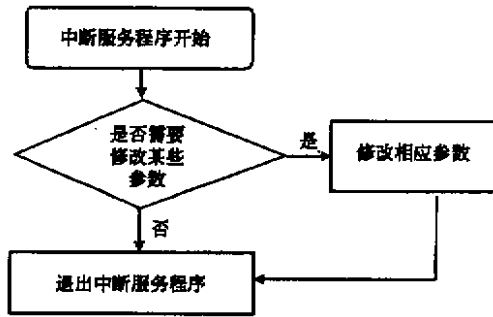 中断服务程序开始
是否需要
修改某些
参数
是
修改相应参数
否
退出中断服务程序